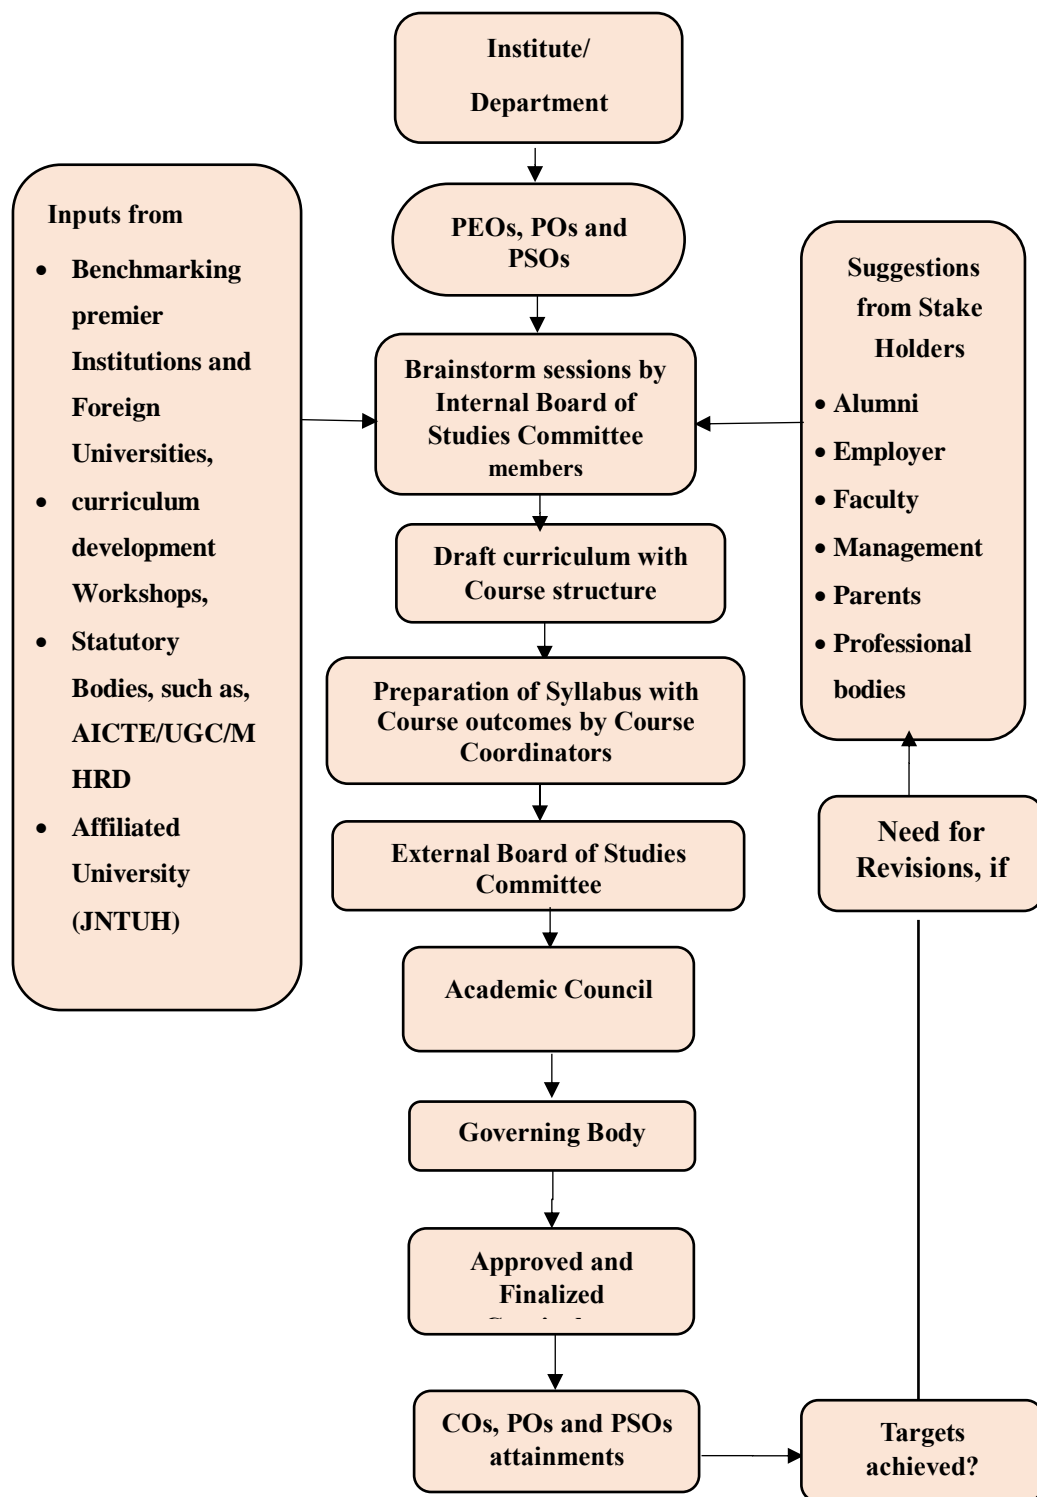 Institute/
Department
PEOs, POs and
PSOs
Inputs from
• Benchmarking
premier
Institutions and
Foreign
Universities,
• curriculum
development
Workshops,
• Statutory
Bodies, such as,
AICTE/UGC/M
HRD
• Affiliated
University
(JNTUH)
Suggestions
from Stake
Holders
• Alumni
• Employer
• Faculty
• Management
• Parents
• Professional
bodies
Brainstorm sessions by
Internal Board of
Studies Committee
members
Draft curriculum with
Course structure
Preparation of Syllabus with
Course outcomes by Course
Coordinators
External Board of Studies
Committee
Need for
Revisions, if
Academic Council
Governing Body
Approved and
Finalized
COs, POs and PSOs
attainments
Targets
achieved?